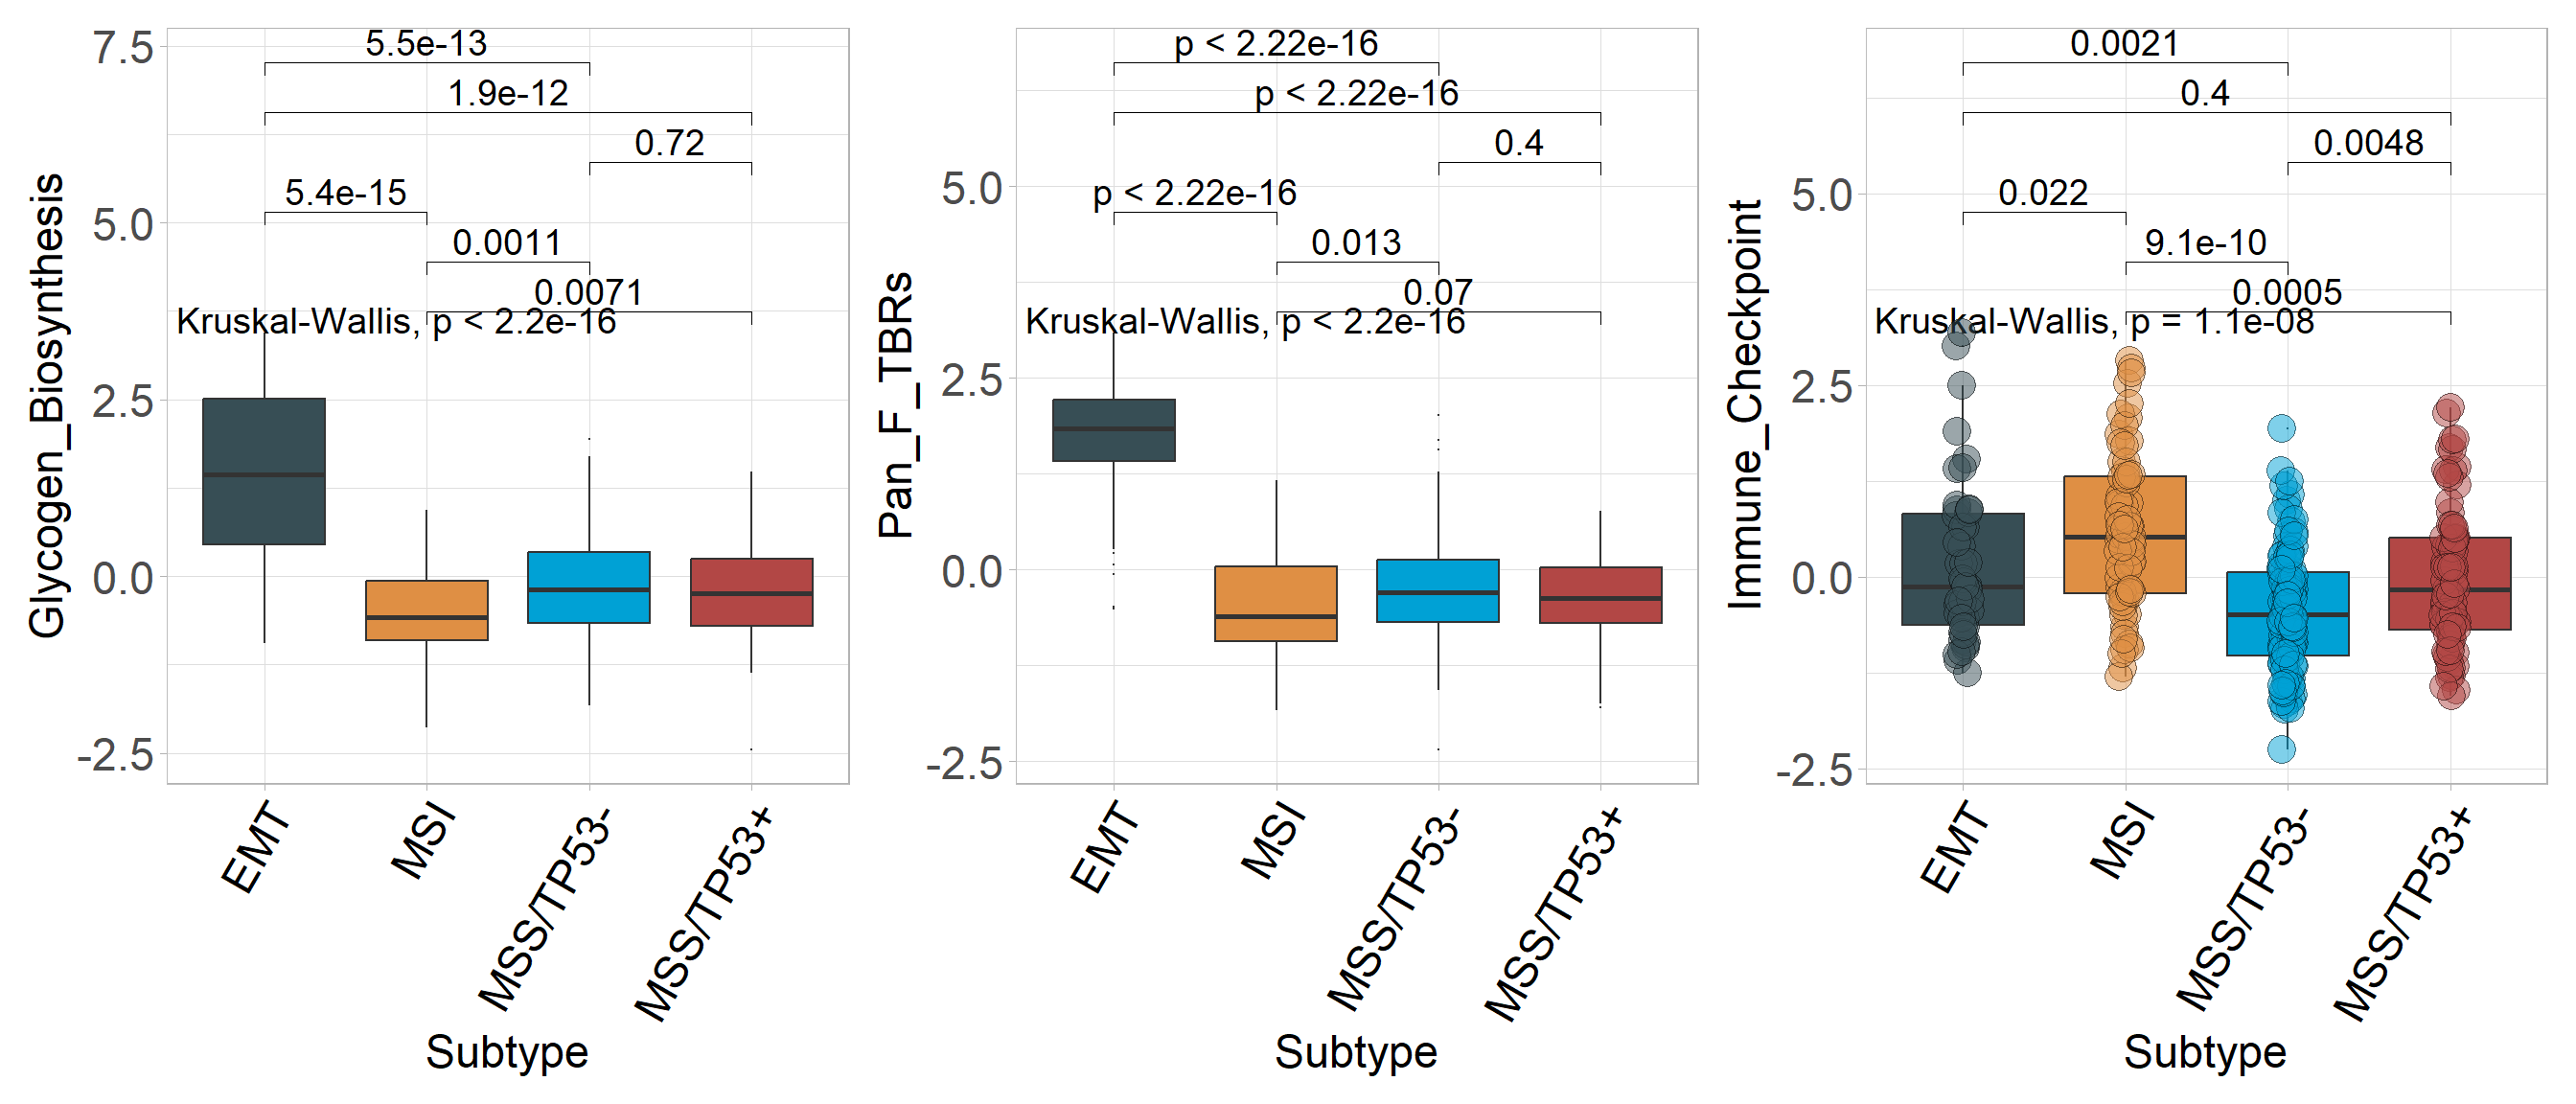 Glycogen_Biosynthesis
7.5
5.0
2.5
0.0
-2.5
5.5e-13
1.9e-12
0.72
5.4e-15
0.0011
0.0071
Kruskal-Wallis, p < 2.2e-16
EMT
MSI
MSS/TP53-
MSS/TP53+
Subtype
Pan_F_TBRs
5.0
2.5
0.0
-2.5
p < 2.22e-16
p < 2.22e-16
0.4
p < 2.22e-16
0.013
0.07
Kruskal-Wallis, p < 2.2e-16
EMT
MSI
MSS/TP53-
MSS/TP53+
Subtype
Immune_Checkpoint
5.0
2.5
0.0
-2.5
0.0021
0.4
0.0048
0.022
9.1e-10
0.0005
Kruskal-Wallis, p = 1.1e-08
EMT
MSI
MSS/TP53-
MSS/TP53+
Subtype